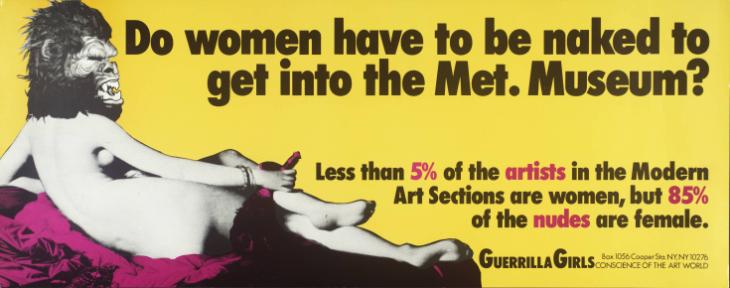 Do women have to be naked to
get into the Met. Museum?
Less than 5% of the artists in the Modern
Art Sections are women, but 85%
of the nudes are female.
GUERRILLA GIRLS Box 1056 Cooper Sta. NY, NY 10276
CONSCIENCE OF THE ART WORLD